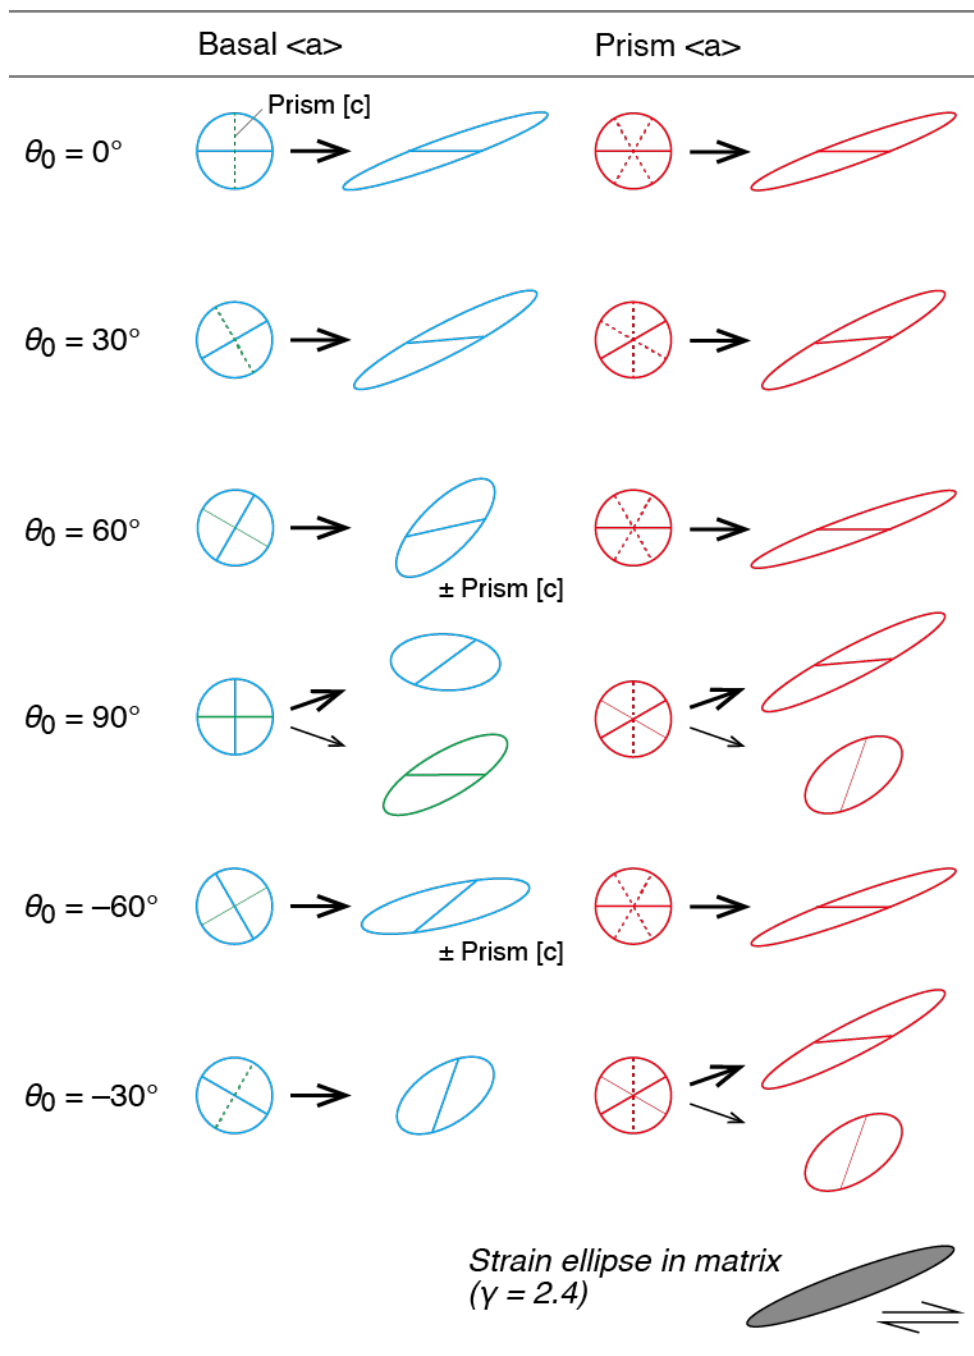 Basal <a> Prism <a>
Prism [c]
θ0 = 0°
θ0 = 30°
θ0 = 60°
± Prism [c]
θ0 = 90°
θ0 = –60°
± Prism [c]
θ0 = –30°
Strain ellipse in matrix
(γ = 2.4)